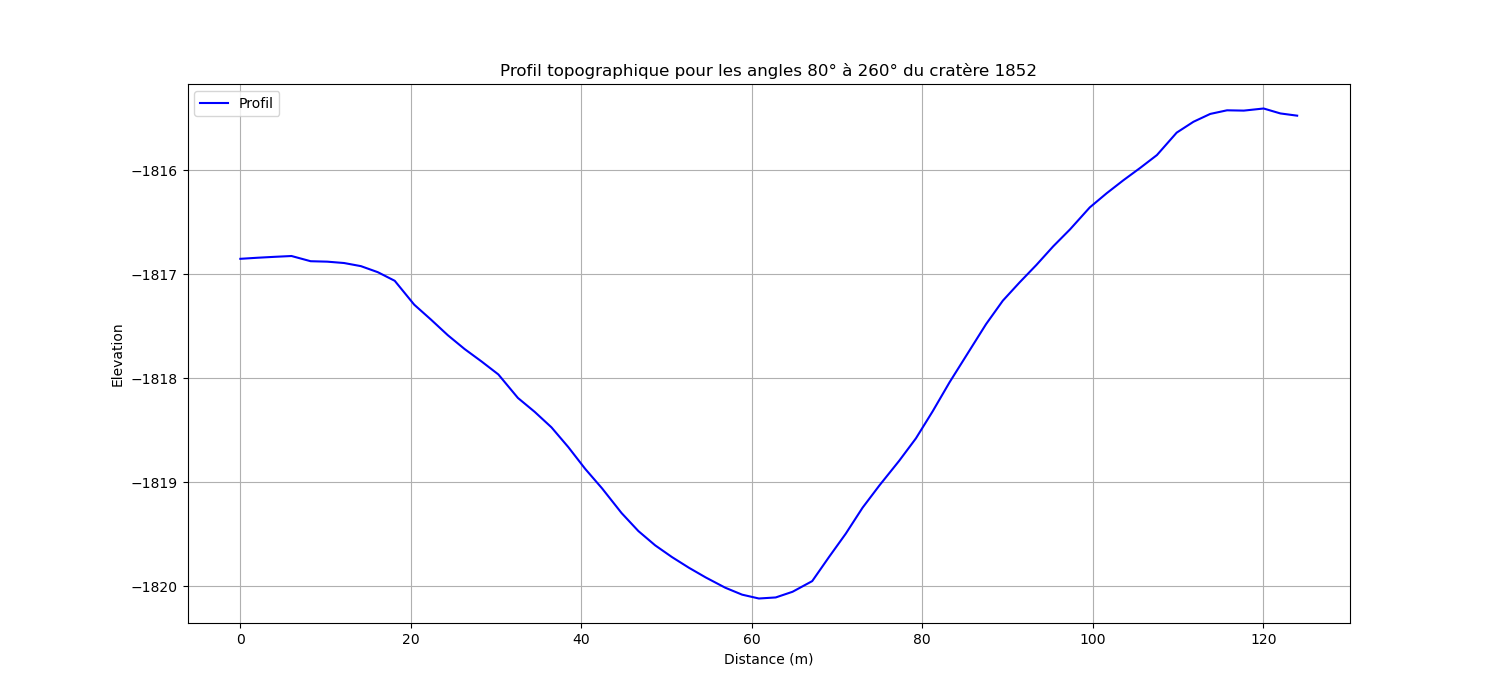 Profil topographique pour les angles 80° à 260° du cratère 1852
Profil
−1816
−1817
−1818
−1819
−1820
Elevation
0 20 40 60 80 100 120
Distance (m)